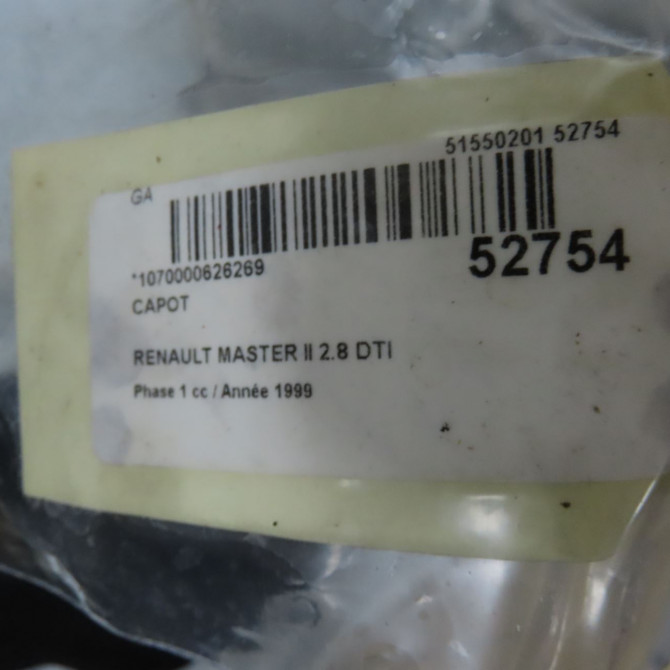 51550201 52754
GA
52754
*1070000626269
CAPOT
RENAULT MASTER II 2.8 DTI
Phase 1 cc / Année 1999